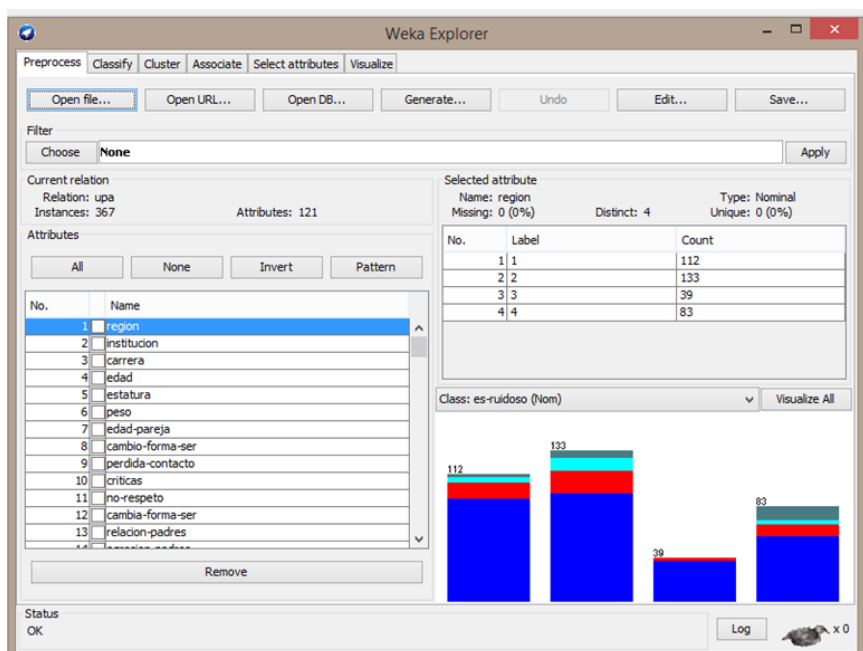 Weka Explorer
Preprocess Classify Cluster Associate Select attributes Visualize
Open file... Open URL... Open DB... Generate... Undo Edit... Save...
Filter
Choose None Apply
Current relation
Relation: upa
Instances: 367 Attributes: 121
Attributes
All None Invert Pattern
No. Name
1 region
2 institucion
3 carrera
4 edad
5 estatura
6 peso
7 edad-pareja
8 cambio-forma-ser
9 perdida-contacto
10 criticas
11 no-respeto
12 cambia-forma-ser
13 relacion-padres
Remove
Selected attribute
Name: region Type: Nominal
Missing: 0 (0%) Distinct: 4 Unique: 0 (0%)
No. Label Count
1 1 112
2 2 133
3 3 39
4 4 83
Class: es-ruidoso (Nom) Visualize All
112
133
39
83
Status
OK
Log x 0